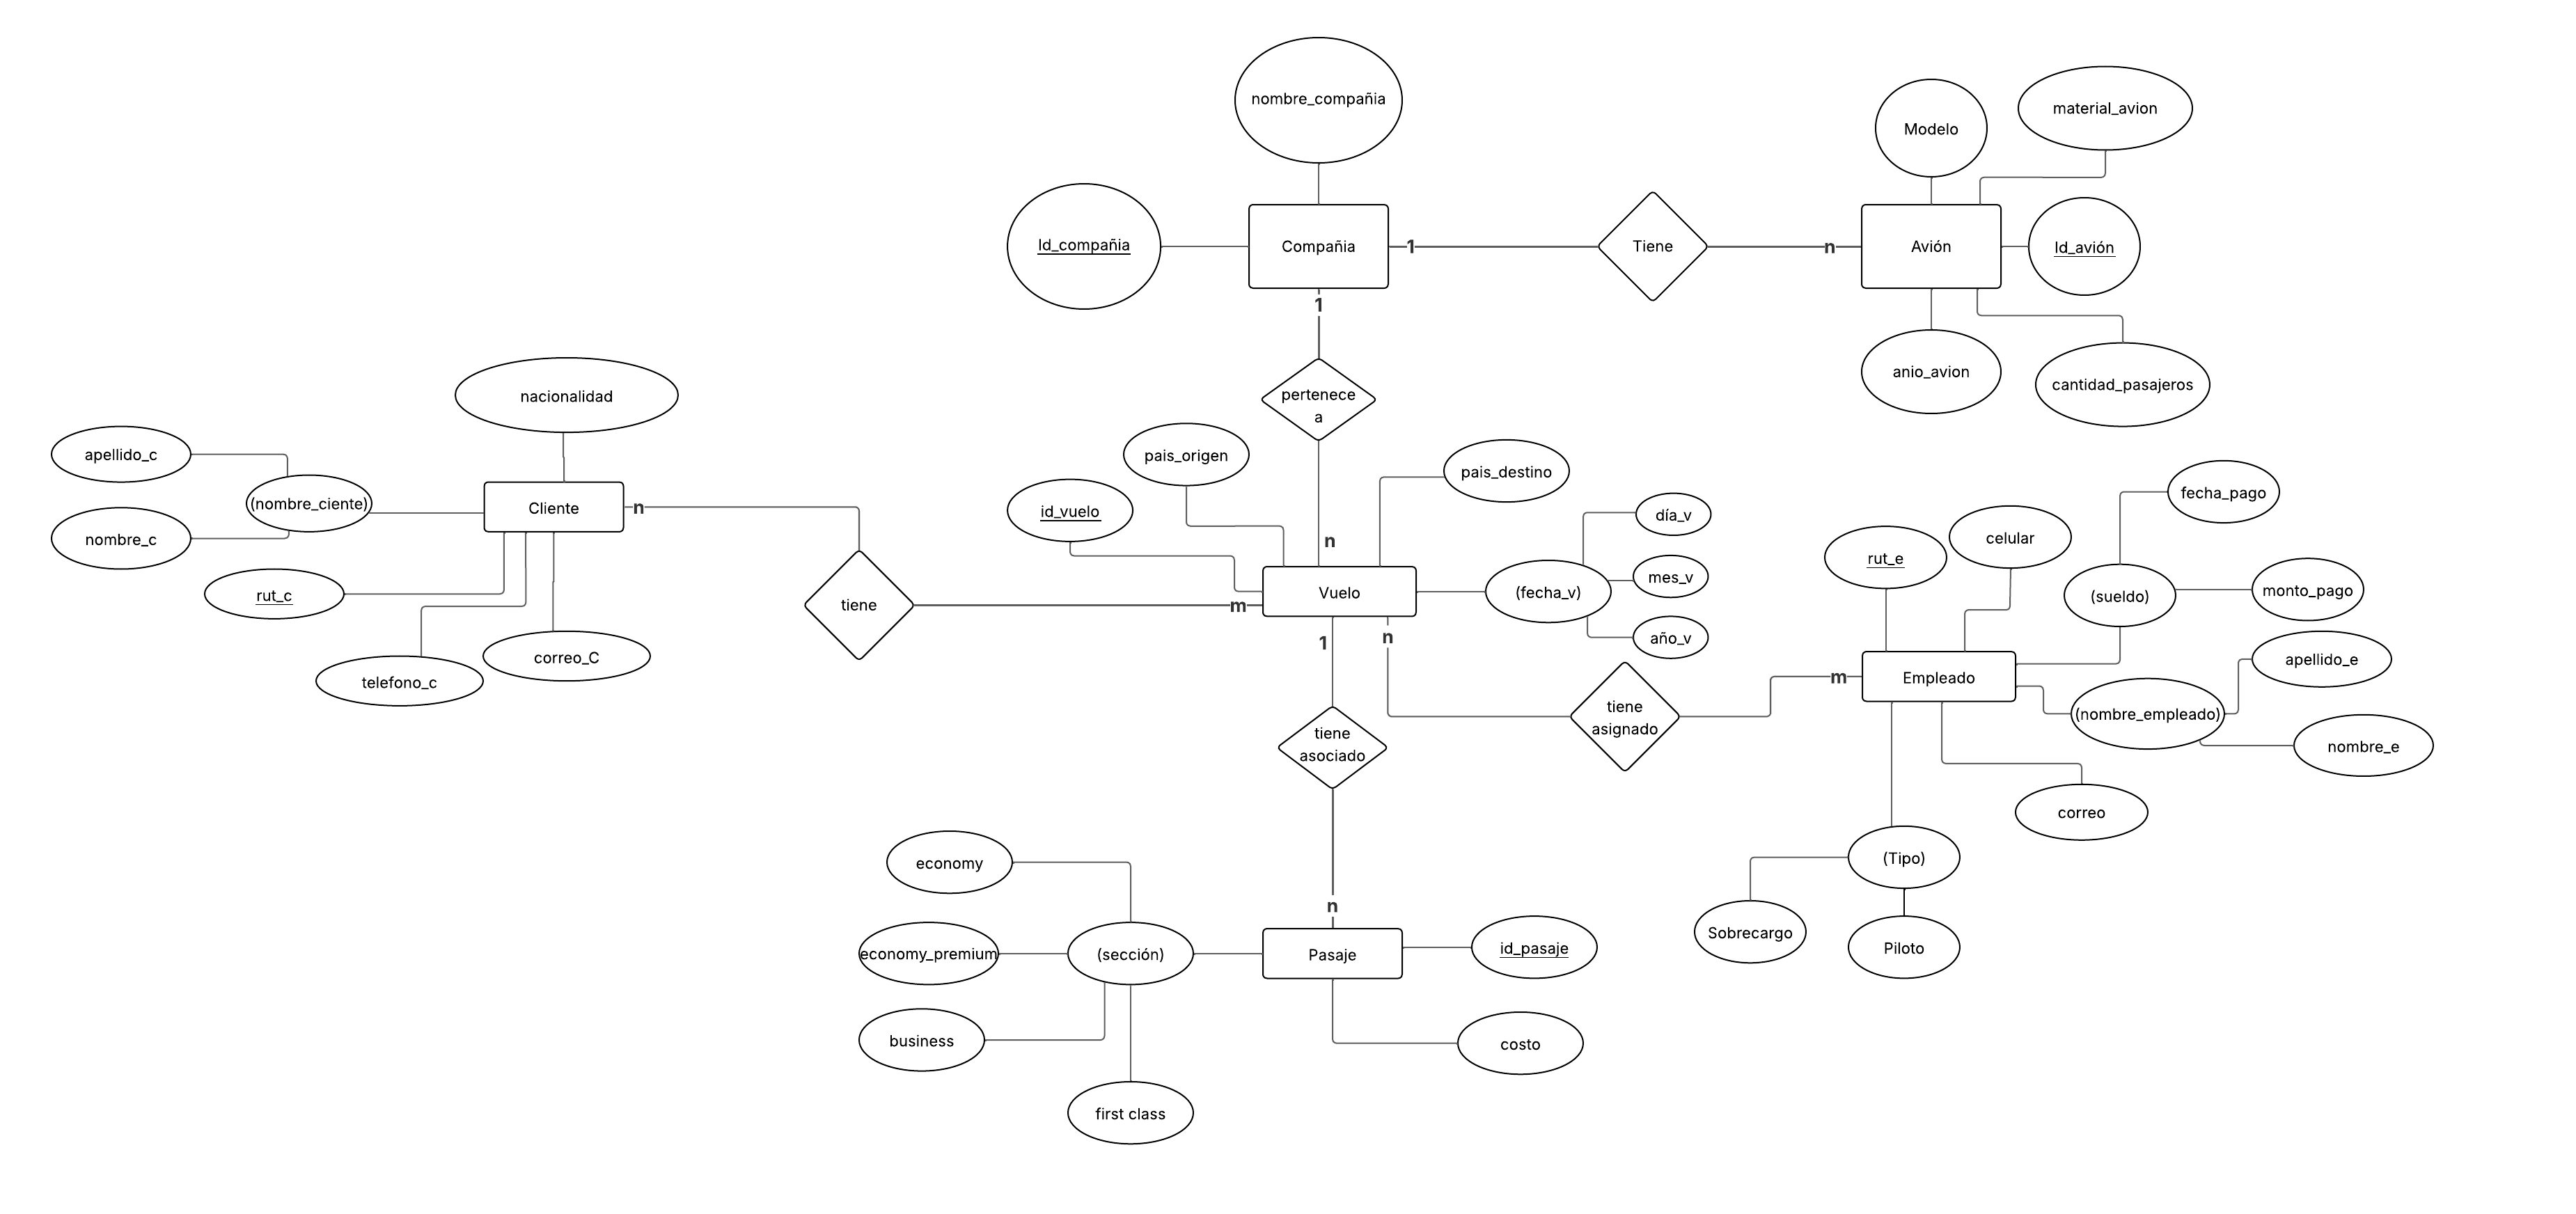 nombre_compañia
Modelo
material_avion
Id_compañia
Compañia
1
Tiene
n
Avión
Id_avión
1
anio_avion
cantidad_pasajeros
nacionalidad
pertenece
a
apellido_c
(nombre_ciente)
nombre_c
Cliente
n
rut_c
telefono_c
correo_C
tiene
m
pais_origen
id_vuelo
pais_destino
n
Vuelo
(fecha_v)
día_v
mes_v
año_v
1
n
fecha_pago
celular
rut_e
(sueldo)
monto_pago
apellido_e
m
Empleado
(nombre_empleado)
nombre_e
tiene
asignado
tiene
asociado
correo
(Tipo)
Sobrecargo
Piloto
economy
n
economy_premium
(sección)
Pasaje
id_pasaje
business
costo
first class